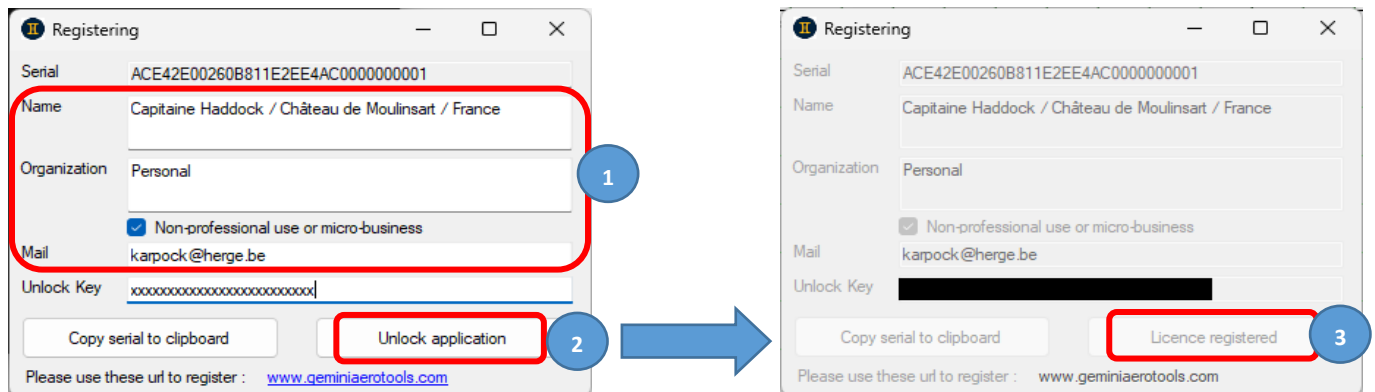 Registering
Serial ACE42E00260B811E2EE4AC0000000001
Name Capitaine Haddock / Château de Moulinsart / France
Organization Personal
Non-professional use or micro-business
Mail karpock@herge.be
Unlock Key xxxxxxxxxxxxxxxxxxxxxxxxxx
Copy serial to clipboard Unlock application
Please use these url to register : www.geminiaerotools.com
1
2
Registering
Serial ACE42E00260B811E2EE4AC0000000001
Name Capitaine Haddock / Château de Moulinsart / France
Organization Personal
Non-professional use or micro-business
Mail karpock@herge.be
Unlock Key
Copy serial to clipboard Licence registered
Please use these url to register : www.geminiaerotools.com
3